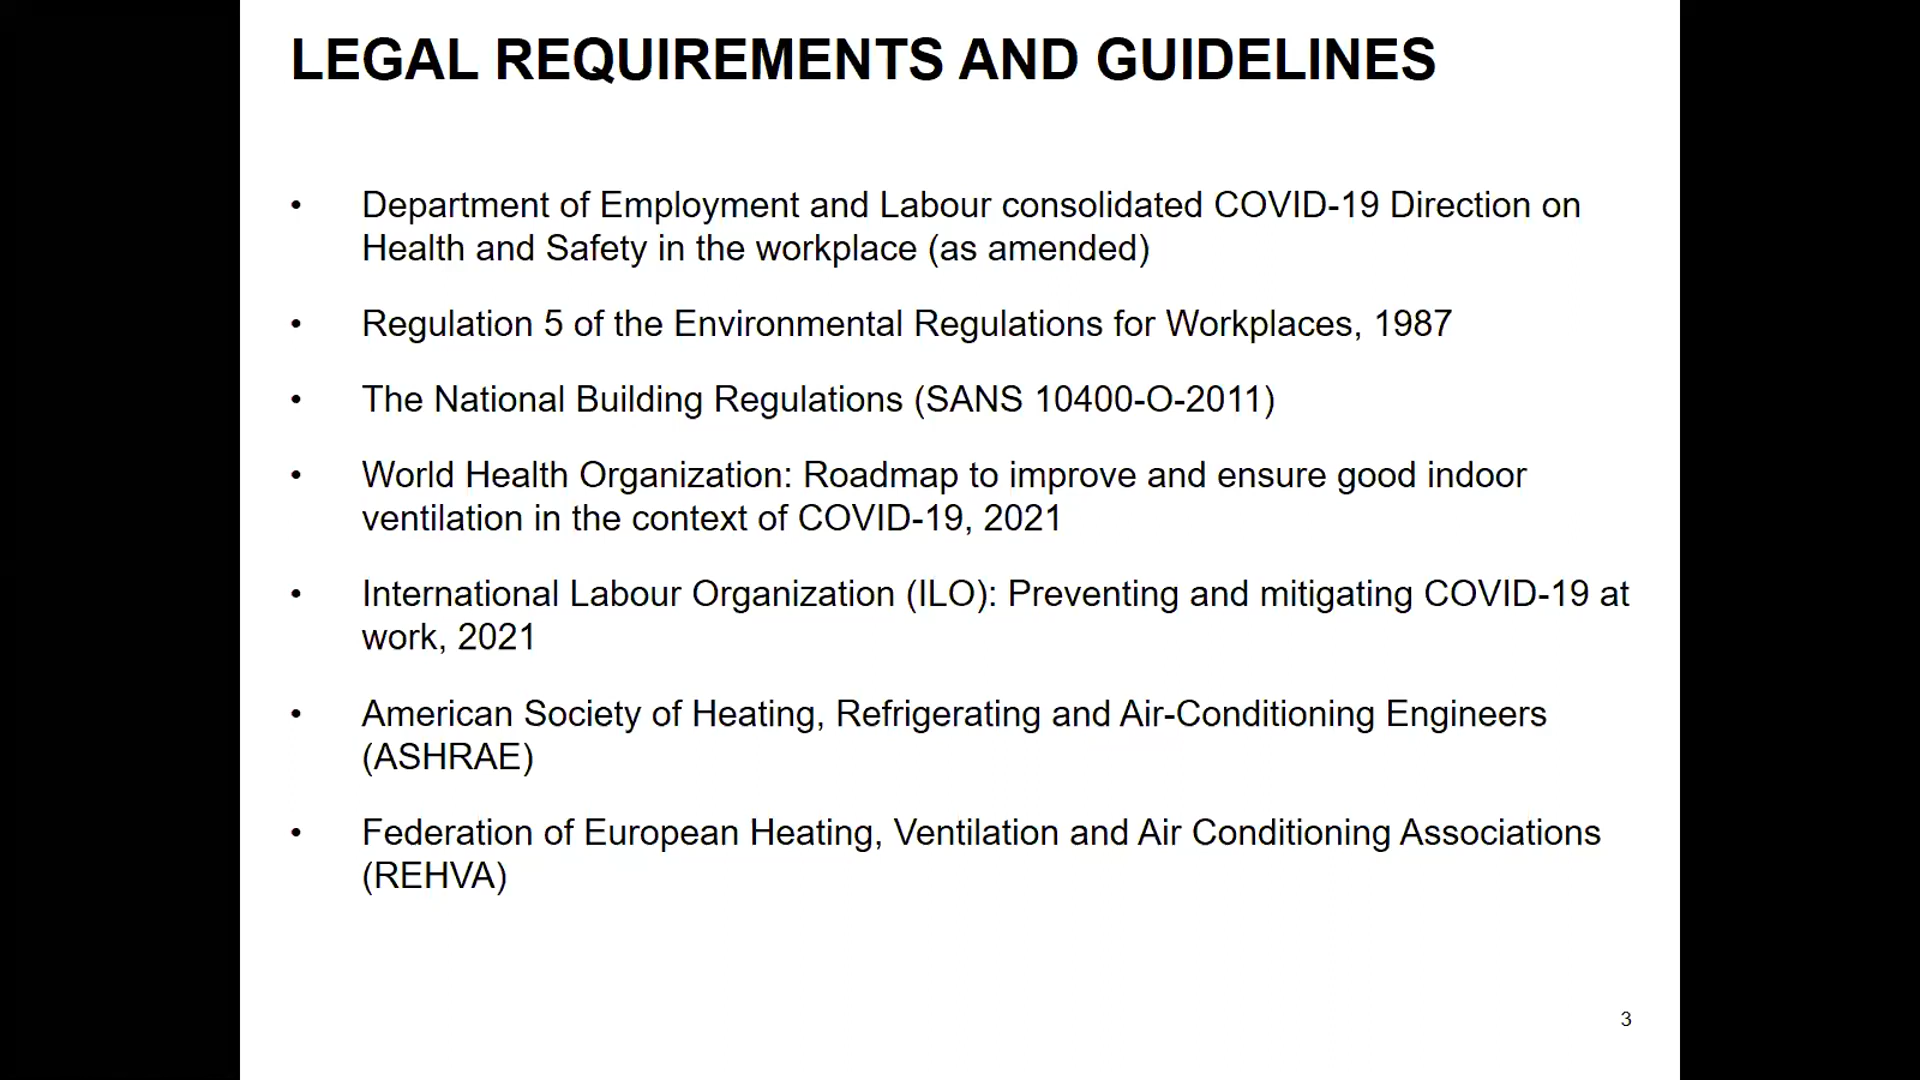 LEGAL REQUIREMENTS AND GUIDELINES
• Department of Employment and Labour consolidated COVID-19 Direction on
Health and Safety in the workplace (as amended)
• Regulation 5 of the Environmental Regulations for Workplaces, 1987
• The National Building Regulations (SANS 10400-O-2011)
• World Health Organization: Roadmap to improve and ensure good indoor
ventilation in the context of COVID-19, 2021
• International Labour Organization (ILO): Preventing and mitigating COVID-19 at
work, 2021
• American Society of Heating, Refrigerating and Air-Conditioning Engineers
(ASHRAE)
• Federation of European Heating, Ventilation and Air Conditioning Associations
(REHVA)
3